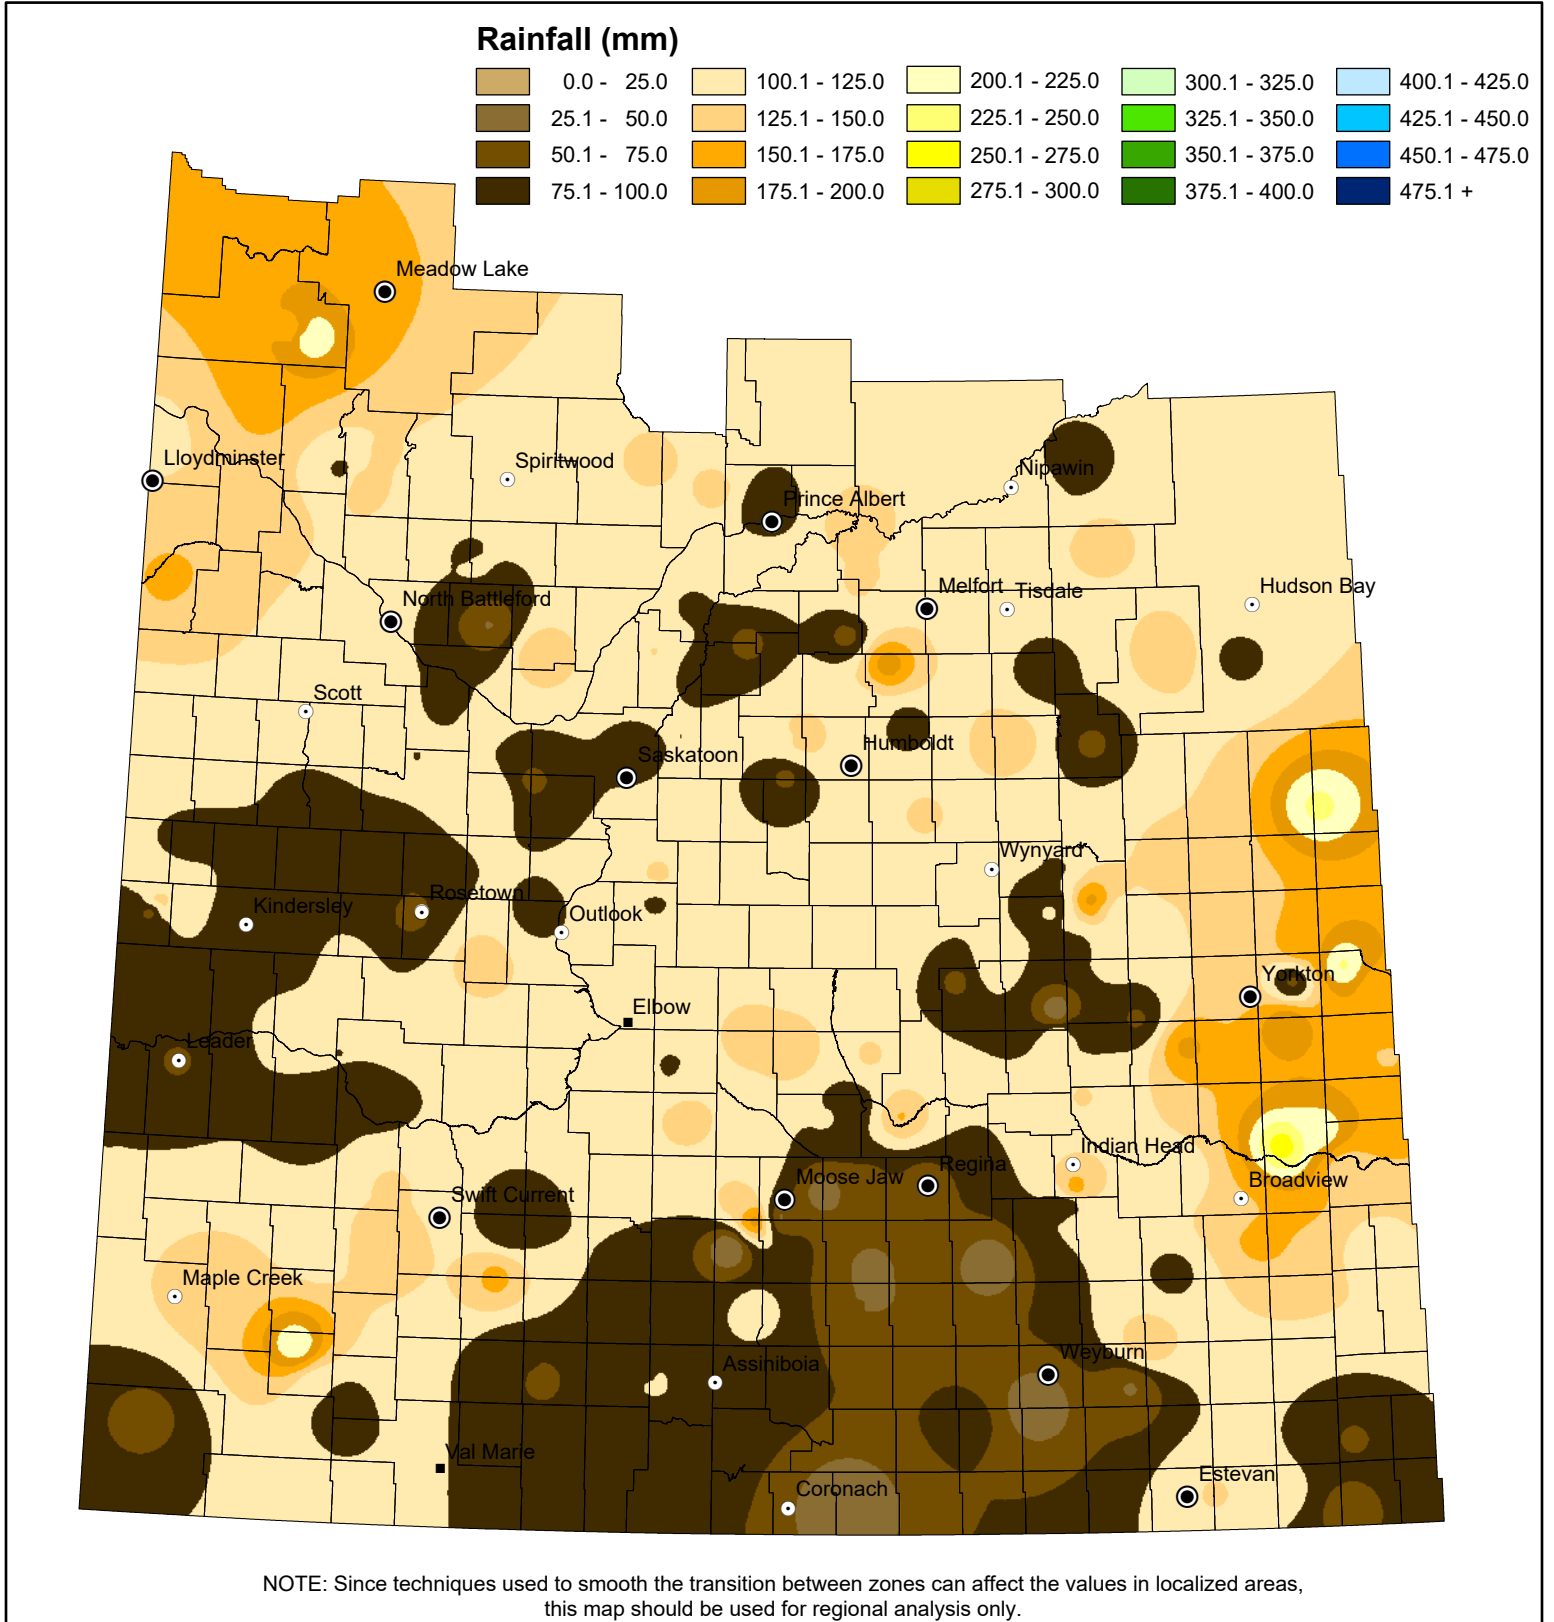 Rainfall (mm)
0.0 - 25.0
25.1 - 50.0
50.1 - 75.0
75.1 - 100.0
100.1 - 125.0
125.1 - 150.0
150.1 - 175.0
175.1 - 200.0
200.1 - 225.0
225.1 - 250.0
250.1 - 275.0
275.1 - 300.0
300.1 - 325.0
325.1 - 350.0
350.1 - 375.0
375.1 - 400.0
400.1 - 425.0
425.1 - 450.0
450.1 - 475.0
475.1 +
Meadow Lake
Lloydminster
Spiritwood
Nipawin
Prince Albert
Melfort
Tisdale
Hudson Bay
North Battleford
Scott
Saskatoon
Humboldt
Wynyard
Rosetown
Kindersley
Outlook
Yorkton
Elbow
Leader
Indian Head
Regina
Moose Jaw
Broadview
Swift Current
Maple Creek
Weyburn
Assiniboia
Val Marie
Estevan
Coronach
NOTE: Since techniques used to smooth the transition between zones can affect the values in localized areas,
this map should be used for regional analysis only.